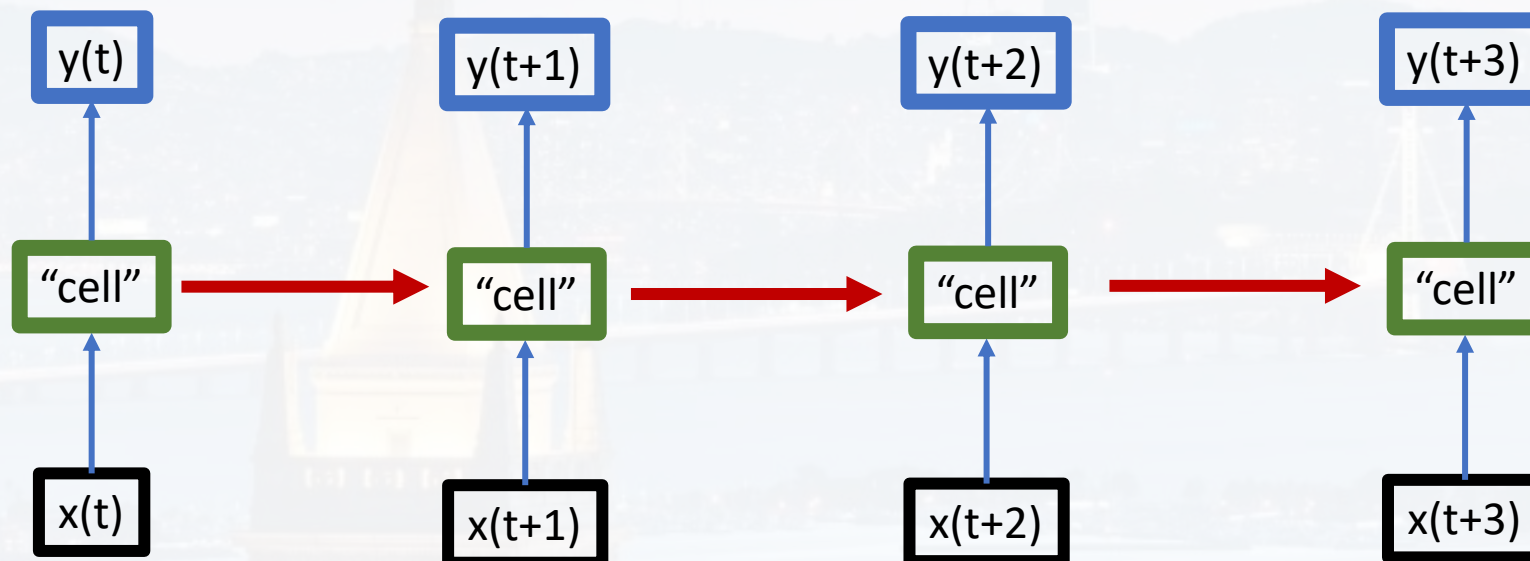 y(t)
y(t+1)
y(t+2)
y(t+3)
“cell”
“cell”
“cell”
“cell”
x(t)
x(t+1)
x(t+2)
x(t+3)